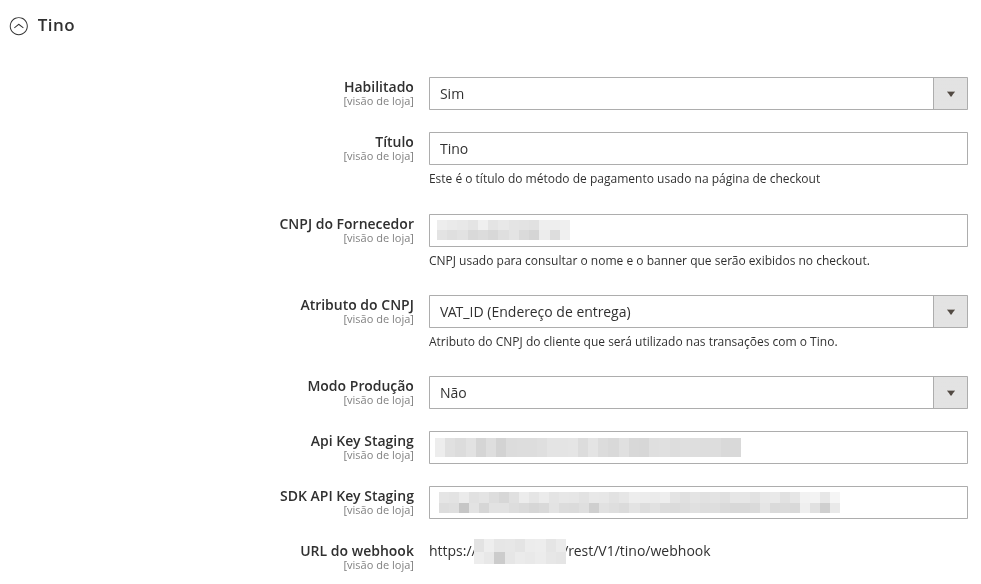 Tino
Habilitado
[visão de loja]
Sim
Título
[visão de loja]
Tino
Este é o título do método de pagamento usado na página de checkout
CNPJ do Fornecedor
[visão de loja]
CNPJ usado para consultar o nome e o banner que serão exibidos no checkout.
Atributo do CNPJ
[visão de loja]
VAT_ID (Endereço de entrega)
Atributo do CNPJ do cliente que será utilizado nas transações com o Tino.
Modo Produção
[visão de loja]
Não
Api Key Staging
[visão de loja]
SDK API Key Staging
[visão de loja]
URL do webhook
[visão de loja]
https:// /rest/V1/tino/webhook